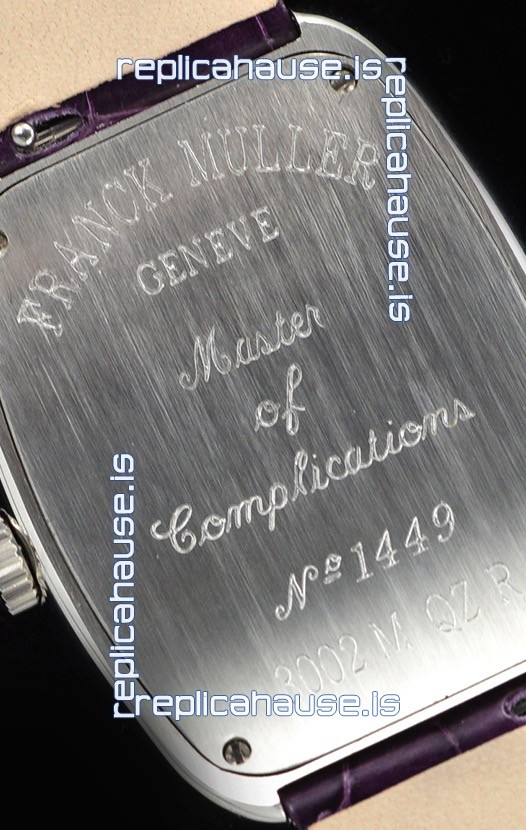 replicahause.is
replicahause.is
FRANCK MULLER
GENEVE
Master
of
Complications
Nº 1449
3002 M QZ R
replicahause.is
replicahause.is